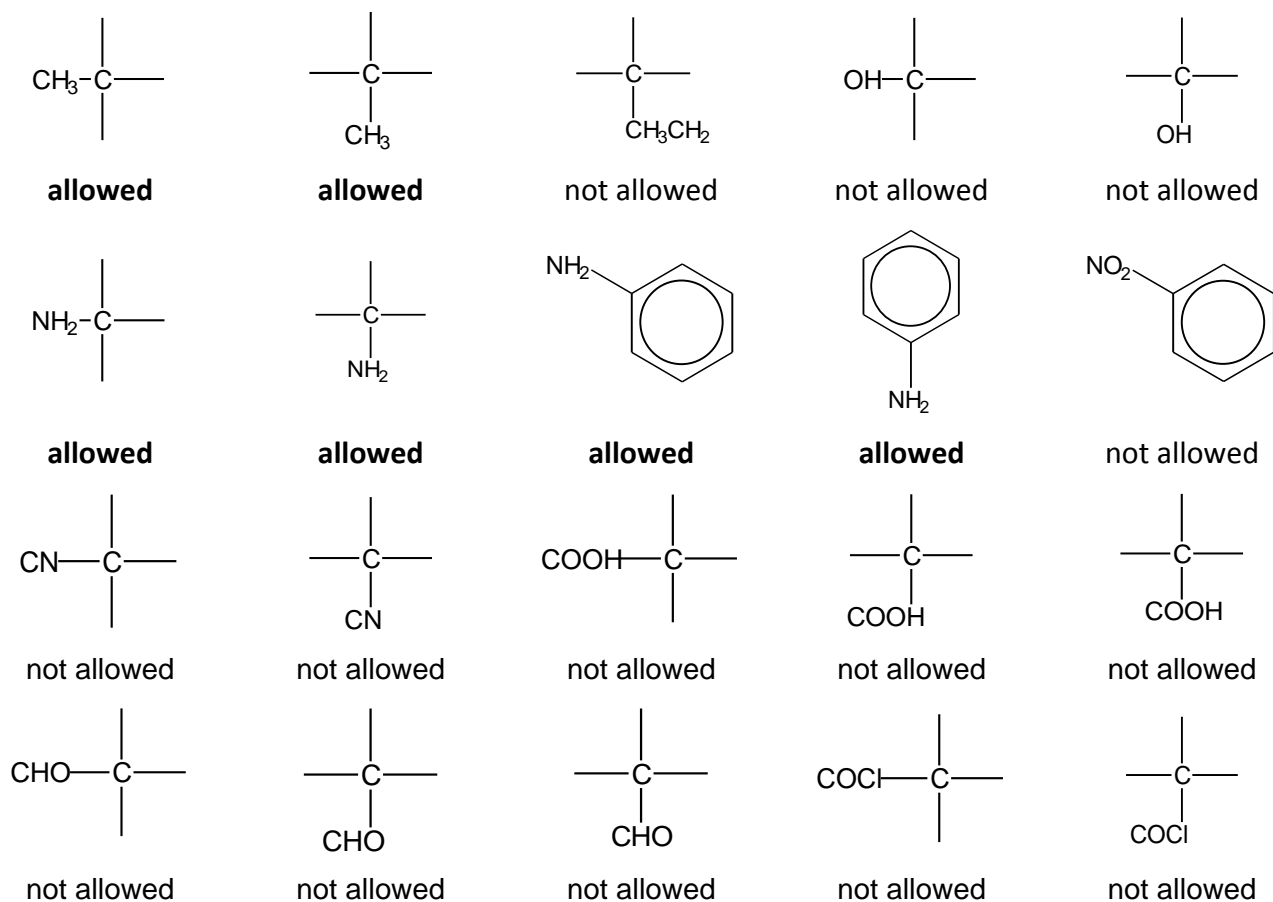 CH₃ C C CH₃ C CH₃CH₂ OH C C OH
allowed allowed not allowed not allowed not allowed
NH₂ C C NH₂ NH₂ NH₂ NO₂
allowed allowed allowed allowed not allowed
CN C C CN COOH C C COOH C COOH
not allowed not allowed not allowed not allowed not allowed
CHO C C CHO C CHO COCl C C COCl
not allowed not allowed not allowed not allowed not allowed